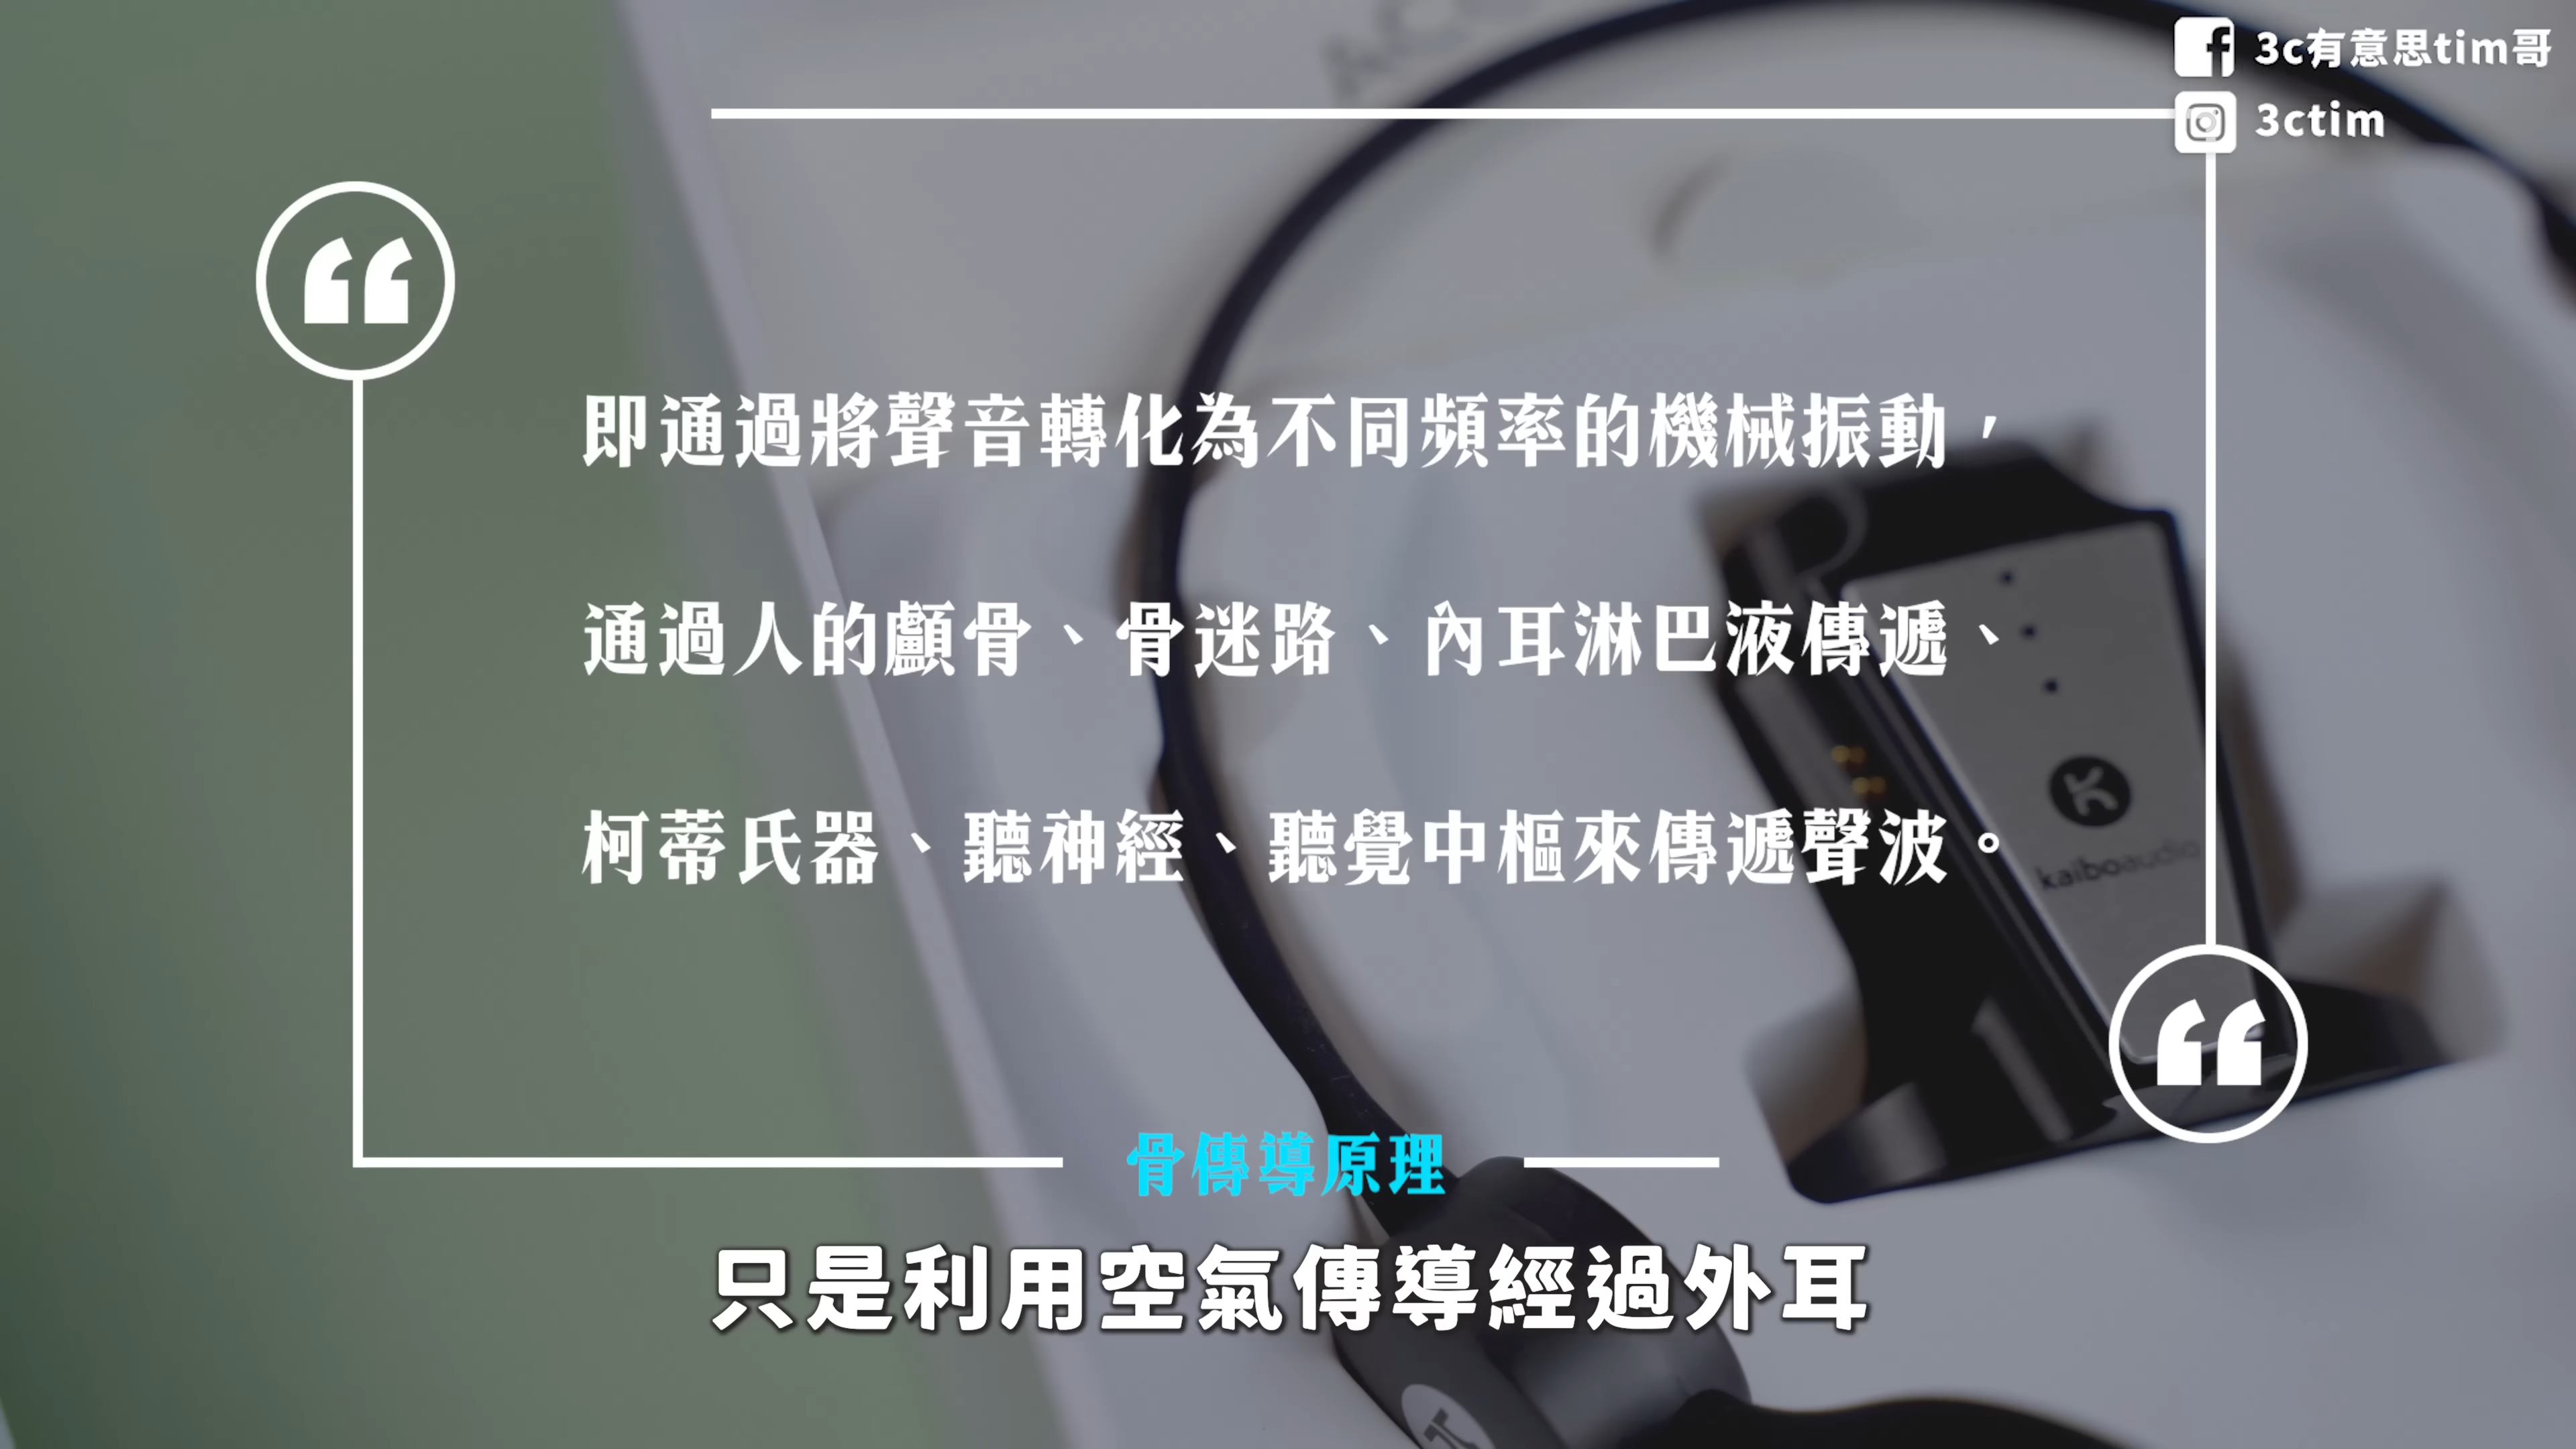 3c有意思tim哥
3ctim
即通過將聲音轉化為不同頻率的機械振動，
通過人的顱骨、骨迷路、內耳淋巴液傳遞、
柯蒂氏器、聽神經、聽覺中樞來傳遞聲波。
kaiboaudio
骨傳導原理
只是利用空氣傳導經過外耳